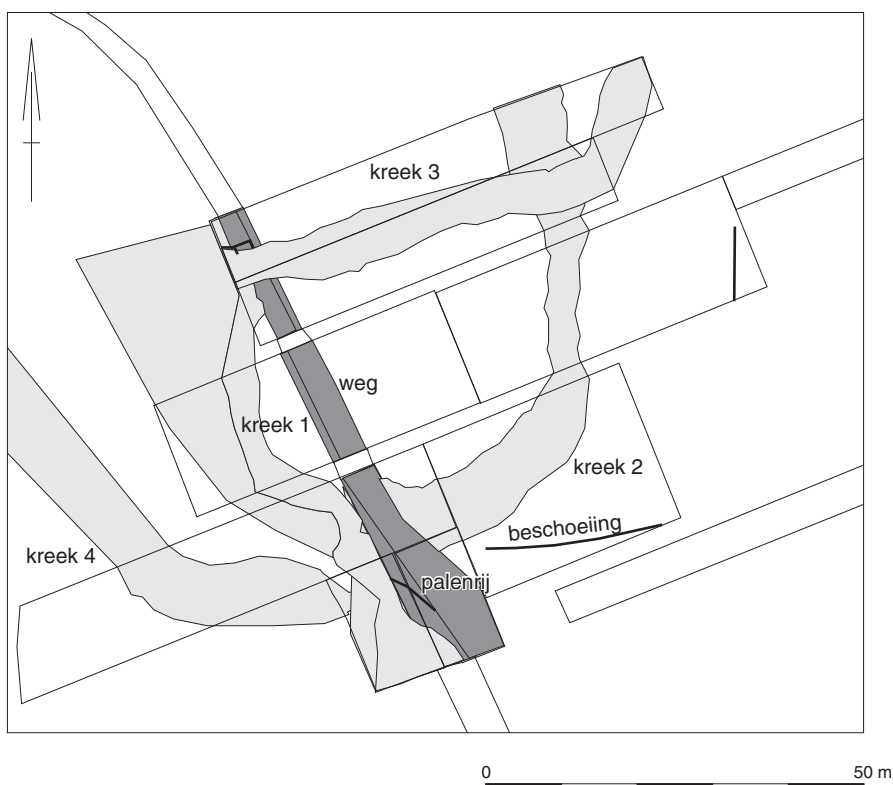 kreek 3
weg
kreek 1
kreek 2
beschoeiing
kreek 4
palenrij
0
50 m